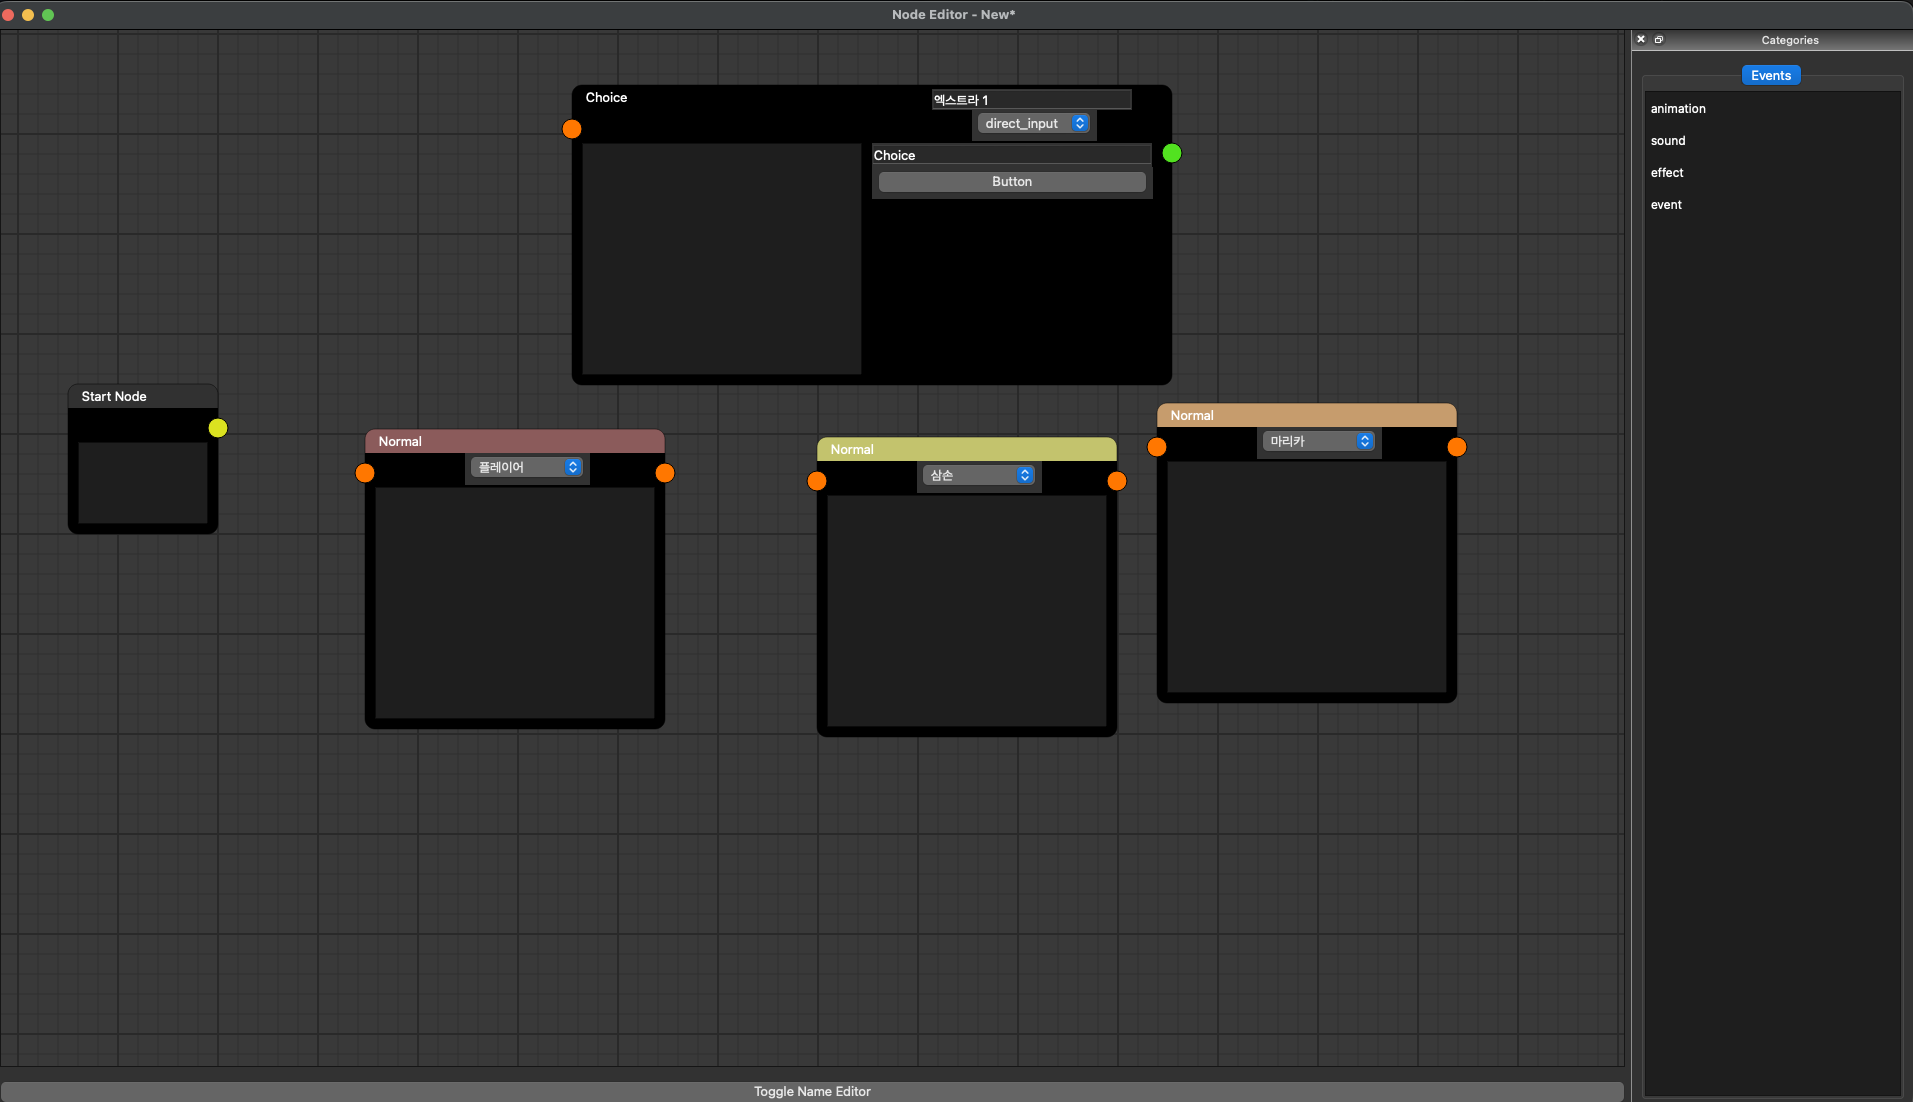 Node Editor - New*
Categories
Events
animation
sound
effect
event
Choice
엑스트라 1
direct_input
Choice
Button
Start Node
Normal
플레이어
Normal
삼손
Normal
마리카
Toggle Name Editor